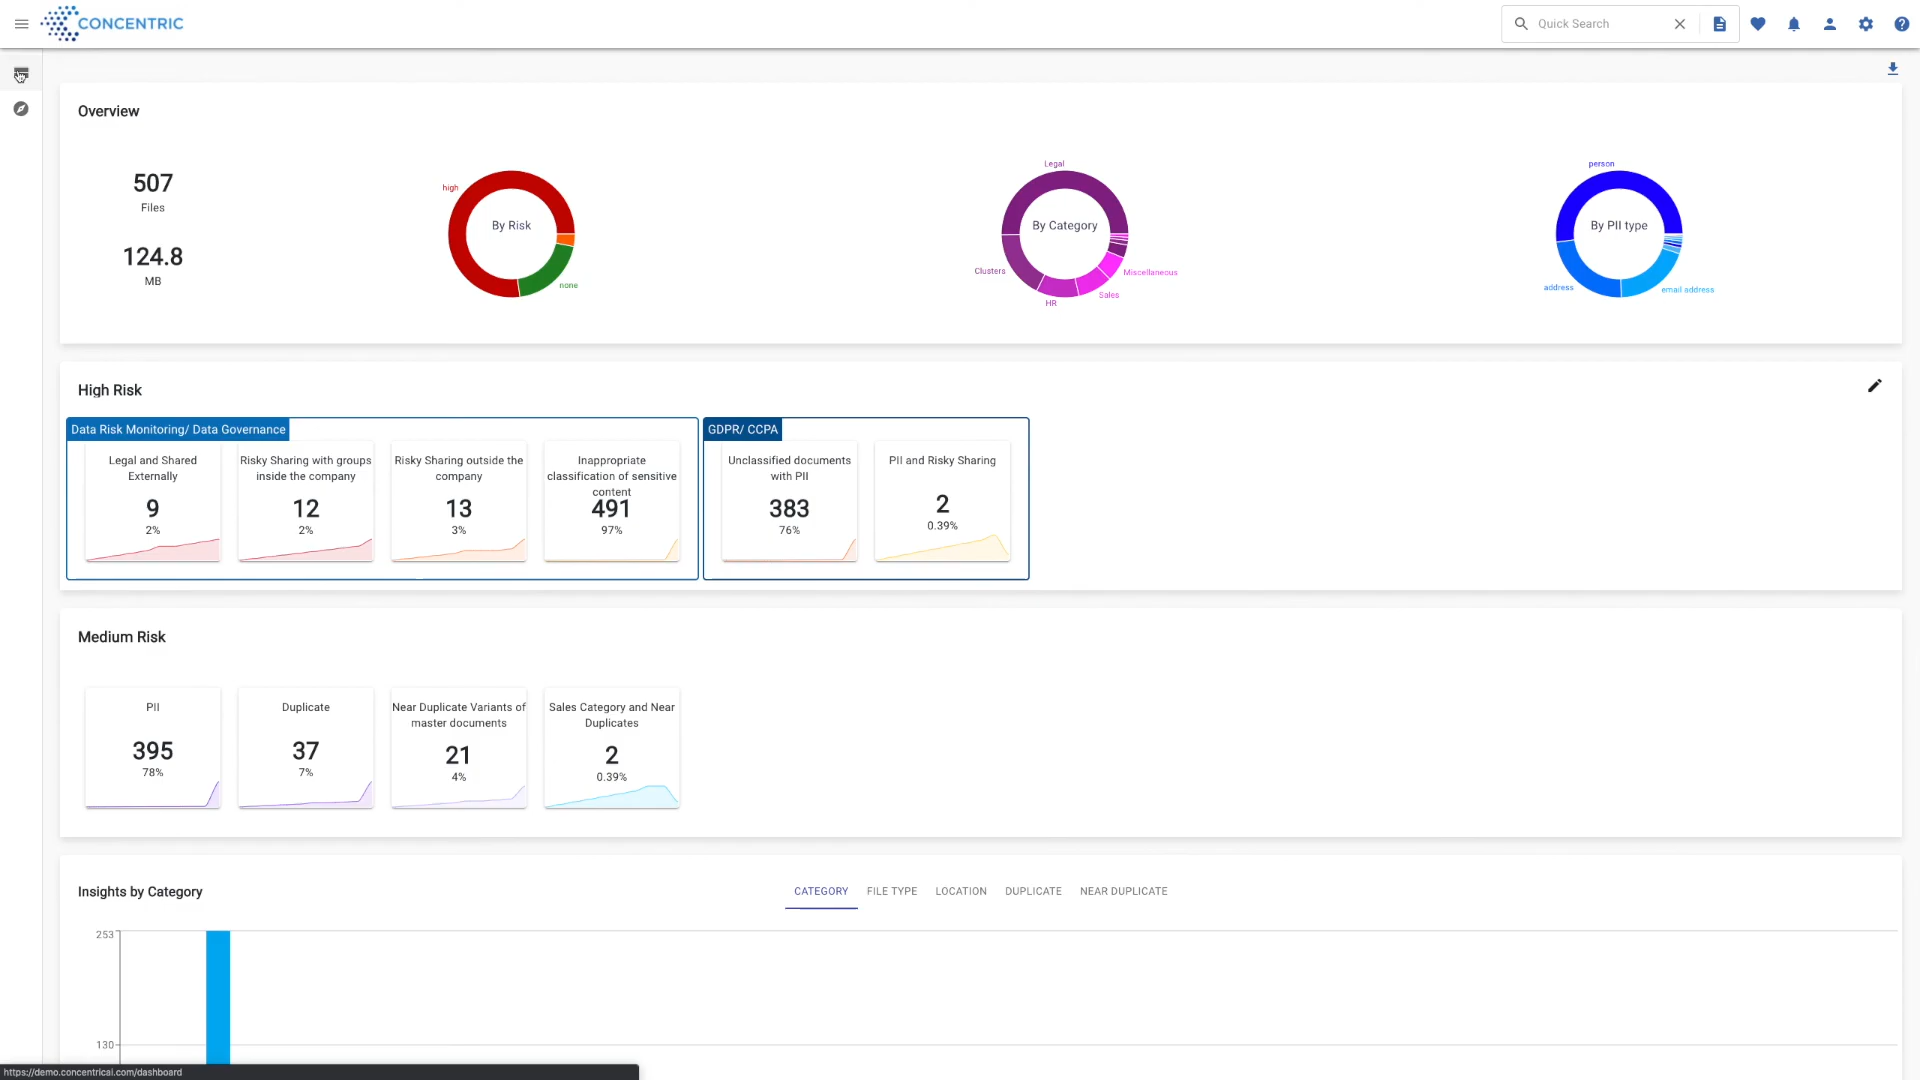 CONCENTRIC
Quick Search
Overview
507
Files
124.8
MB
high
By Risk
none
Legal
By Category
Clusters
Miscellaneous
HR
Sales
person
By PII type
address
email address
High Risk
Data Risk Monitoring/ Data Governance
Legal and Shared
Externally
9
2%
Risky Sharing with groups
inside the company
12
2%
Risky Sharing outside the
company
13
3%
Inappropriate
classification of sensitive
content
491
97%
GDPR/ CCPA
Unclassified documents
with PII
383
76%
PII and Risky Sharing
2
0.39%
Medium Risk
PII
395
78%
Duplicate
37
7%
Near Duplicate Variants of
master documents
21
4%
Sales Category and Near
Duplicates
2
0.39%
Insights by Category
CATEGORY FILE TYPE LOCATION DUPLICATE NEAR DUPLICATE
253
130
https://demo.concentricai.com/dashboard